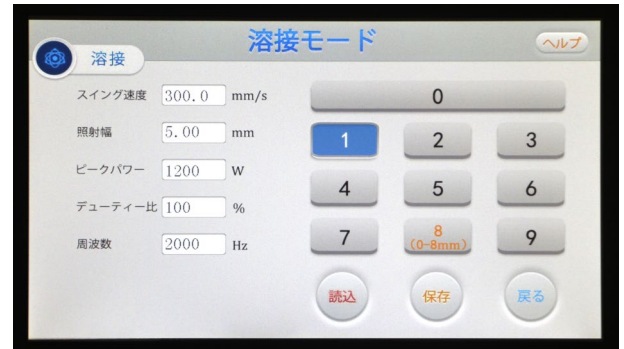 溶接モード
ヘルプ
溶接
スイング速度 300.0 mm/s
照射幅 5.00 mm
ピークパワー 1200 W
デューティー比 100 %
周波数 2000 Hz
0
1 2 3
4 5 6
7 8 9
(0-8mm)
読込 保存 戻る